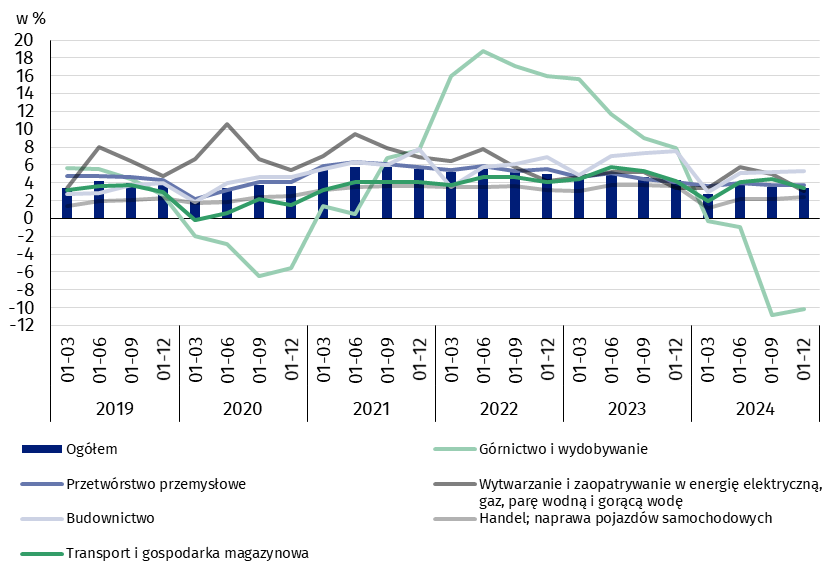 w %
20
18
16
14
12
10
8
6
4
2
0
-2
-4
-6
-8
-10
-12
01-03 01-06 01-09 01-12 01-03 01-06 01-09 01-12 01-03 01-06 01-09 01-12 01-03 01-06 01-09 01-12 01-03 01-06 01-09 01-12 01-03 01-06 01-09 01-12
2019 2020 2021 2022 2023 2024
Ogółem
Górnictwo i wydobywanie
Przetwórstwo przemysłowe
Wytwarzanie i zaopatrywanie w energię elektryczną,
gaz, parę wodną i gorącą wodę
Budownictwo
Handel; naprawa pojazdów samochodowych
Transport i gospodarka magazynowa